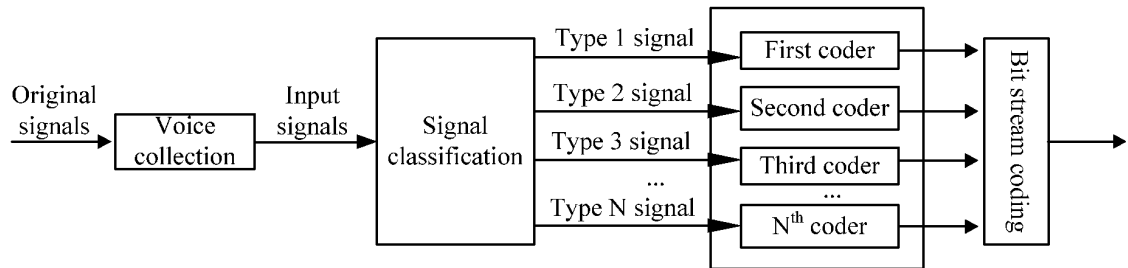 Original
signals
Voice
collection
Input
signals
Signal
classification
Type 1 signal
Type 2 signal
Type 3 signal
...
Type N signal
First coder
Second coder
Third coder
...
Nth coder
Bit stream coding